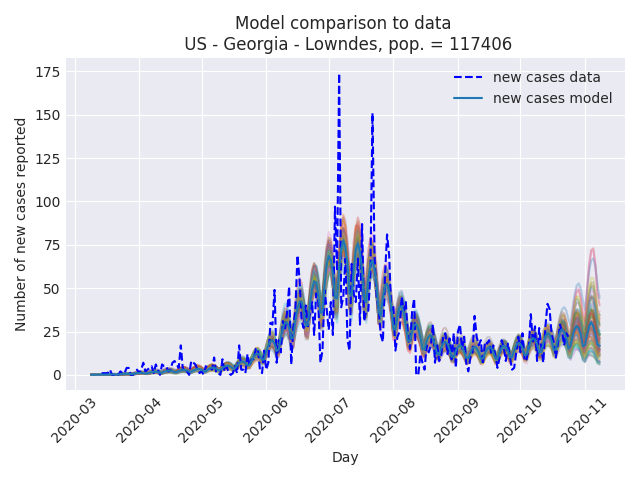 Model comparison to data
US - Georgia - Lowndes, pop. = 117406
new cases data
new cases model
Number of new cases reported
175
150
125
100
75
50
25
0
2020-03
2020-04
2020-05
2020-06
2020-07
2020-08
2020-09
2020-10
2020-11
Day